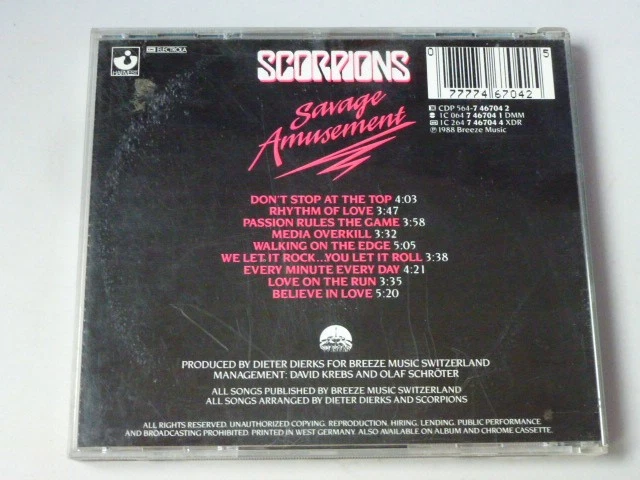 HARVEST
EMI ELECTROLA
SCORPIONS
Savage
Amusement
0 77774 67042 5
CDP 564-7 46704 2
1C 064 7 46704 1 DMM
1C 264 7 46704 4 XDR
℗ 1988 Breeze Music
DON'T STOP AT THE TOP 4:03
RHYTHM OF LOVE 3:47
PASSION RULES THE GAME 3:58
MEDIA OVERKILL 3:32
WALKING ON THE EDGE 5:05
WE LET IT ROCK...YOU LET IT ROLL 3:38
EVERY MINUTE EVERY DAY 4:21
LOVE ON THE RUN 3:35
BELIEVE IN LOVE 5:20
PRODUCED BY DIETER DIERKS FOR BREEZE MUSIC SWITZERLAND
MANAGEMENT: DAVID KREBS AND OLAF SCHRÖTER
ALL SONGS PUBLISHED BY BREEZE MUSIC SWITZERLAND
ALL SONGS ARRANGED BY DIETER DIERKS AND SCORPIONS
ALL RIGHTS RESERVED. UNAUTHORIZED COPYING. REPRODUCTION. HIRING. LENDING. PUBLIC PERFORMANCE
AND BROADCASTING PROHIBITED. PRINTED IN WEST GERMANY. ALSO AVAILABLE ON ALBUM AND CHROME CASSETTE.